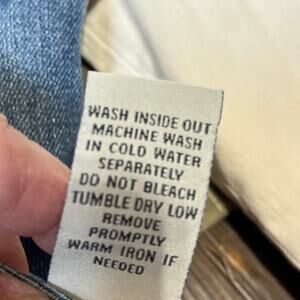 WASH INSIDE OUT
MACHINE WASH
IN COLD WATER
SEPARATELY
DO NOT BLEACH
TUMBLE DRY LOW
REMOVE
PROMPTLY
WARM IRON IF
NEEDED